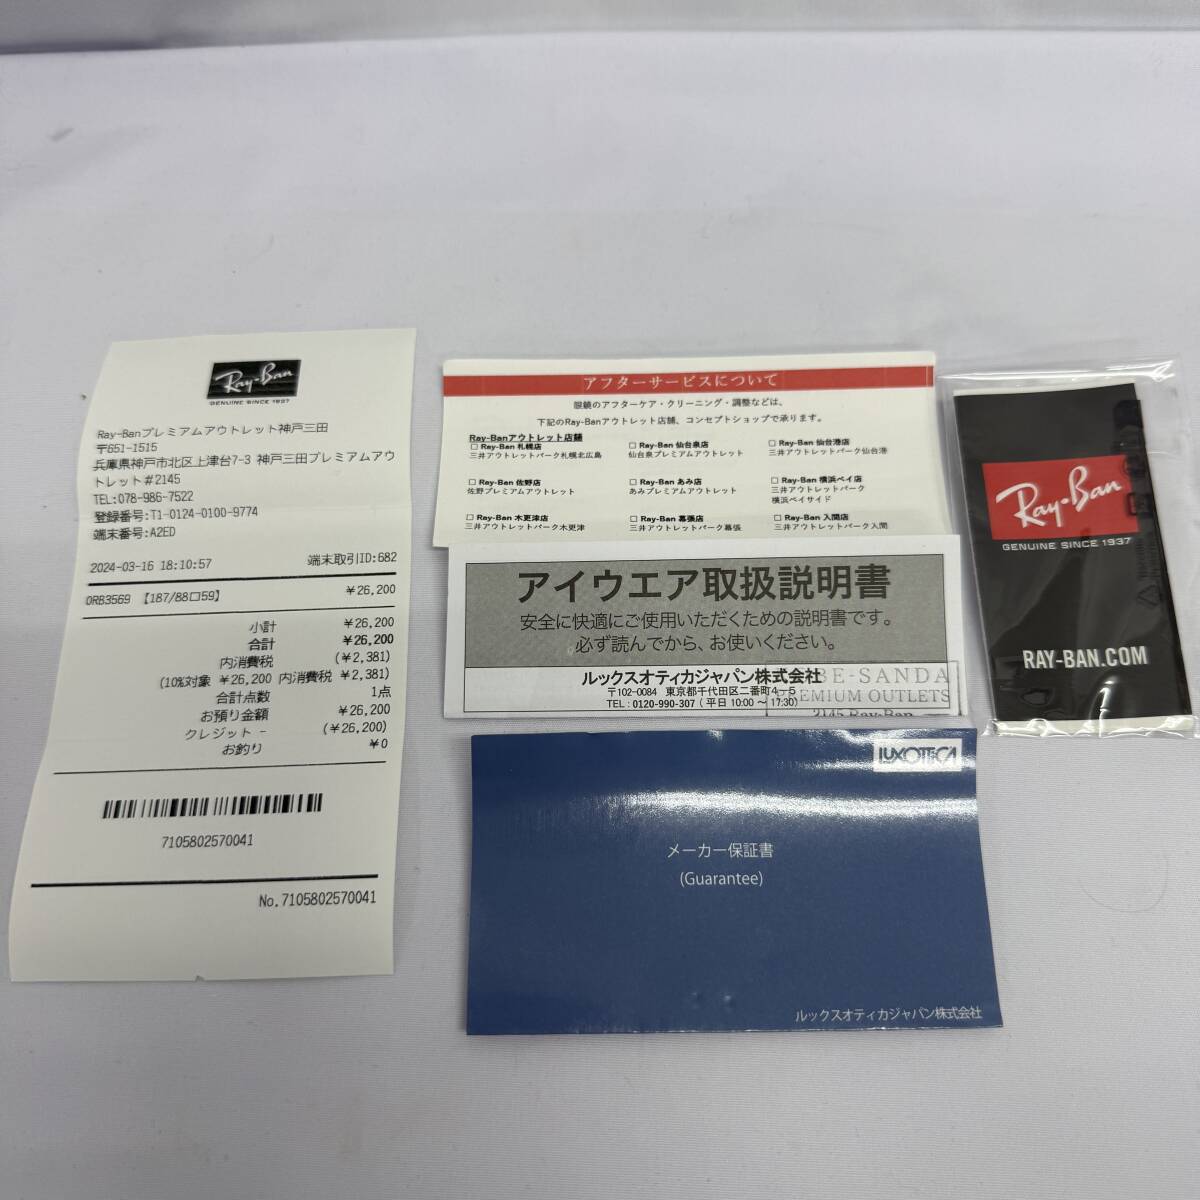 Ray-Ban
GENUINE SINCE 1937
Ray-Banプレミアムアウトレット神戸三田
〒651-1515
兵庫県神戸市北区上津台7-3 神戸三田プレミアムアウ
トレット#2145
TEL:078-986-7522
登録番号:T1-0124-0100-9774
端末番号:A2ED
2024-03-16 18:10:57 端末取引ID:682
0RB3569 【187/88口59】 ￥26,200
小計 ￥26,200
合計 ￥26,200
内消費税 (￥2,381)
(10%対象 ￥26,200 内消費税 ￥2,381)
合計点数 1点
お預り金額 ￥26,200
クレジット - (￥26,200)
お釣り ￥0
7105802570041
No.7105802570041
アフターサービスについて
眼鏡のアフターケア・クリーニング・調整などは、
下記のRay-Banアウトレット店舗、コンセプトショップで承ります。
Ray-Banアウトレット店舗
□ Ray-Ban 札幌店 □ Ray-Ban 仙台泉店 □ Ray-Ban 仙台港店
三井アウトレットパーク札幌北広島 仙台泉プレミアムアウトレット 三井アウトレットパーク仙台港
□ Ray-Ban 佐野店 □ Ray-Ban あみ店 □ Ray-Ban 横浜ベイ店
佐野プレミアムアウトレット あみプレミアムアウトレット 三井アウトレットパーク
横浜ベイサイド
□ Ray-Ban 木更津店 □ Ray-Ban 幕張店 □ Ray-Ban 入間店
三井アウトレットパーク木更津 三井アウトレットパーク幕張 三井アウトレットパーク入間
アイウエア取扱説明書
安全に快適にご使用いただくための説明書です。
必ず読んでから、お使いください。
ルックスオティカジャパン株式会社
〒102-0084 東京都千代田区二番町4-5
TEL : 0120-990-307 ( 平日 10:00 〜 17:30)
BE-SANDA
PREMIUM OUTLETS
2145 Ray-Ban
LUXOTTICA
メーカー保証書
(Guarantee)
ルックスオティカジャパン株式会社
Ray-Ban
GENUINE SINCE 1937
RAY-BAN.COM